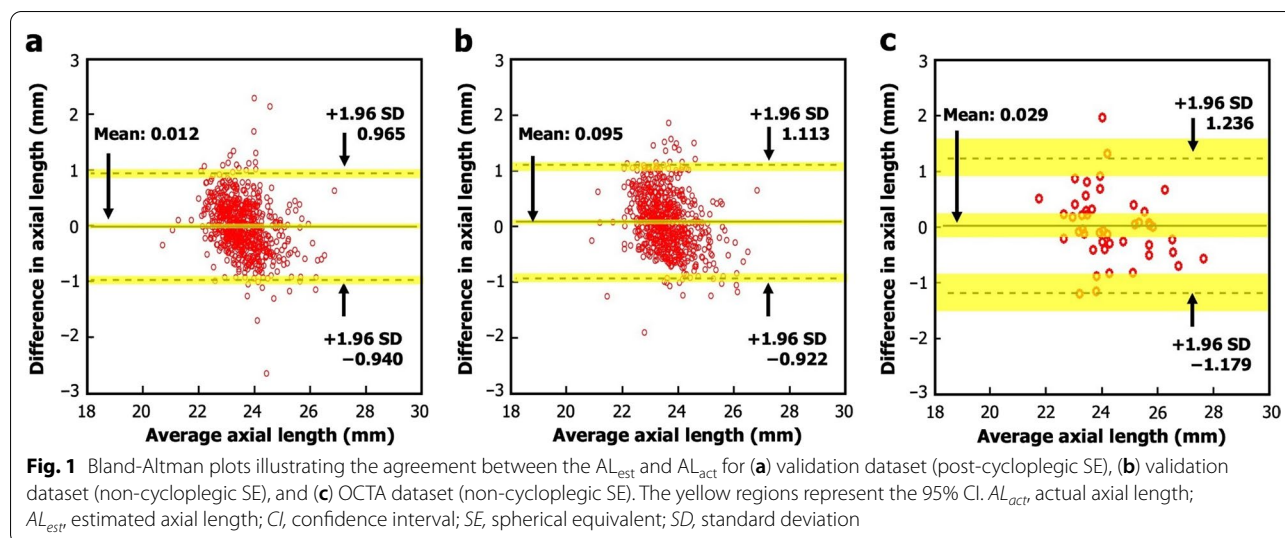 a
3
2
1
0
−1
−2
−3
18 20 22 24 26 28 30
Difference in axial length (mm)
Average axial length (mm)
Mean: 0.012
+1.96 SD
0.965
+1.96 SD
−0.940
b
3
2
1
0
−1
−2
−3
18 20 22 24 26 28 30
Difference in axial length (mm)
Average axial length (mm)
Mean: 0.095
+1.96 SD
1.113
+1.96 SD
−0.922
c
3
2
1
0
−1
−2
−3
18 20 22 24 26 28 30
Difference in axial length (mm)
Average axial length (mm)
Mean: 0.029
+1.96 SD
1.236
+1.96 SD
−1.179
Fig. 1 Bland-Altman plots illustrating the agreement between the ALest and ALact for (a) validation dataset (post-cycloplegic SE), (b) validation
dataset (non-cycloplegic SE), and (c) OCTA dataset (non-cycloplegic SE). The yellow regions represent the 95% CI. ALact, actual axial length;
ALest, estimated axial length; CI, confidence interval; SE, spherical equivalent; SD, standard deviation